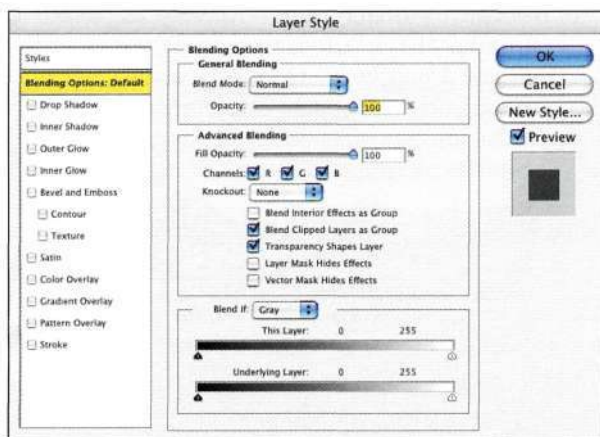 Layer Style
Styles
Blending Options: Default
Drop Shadow
Inner Shadow
Outer Glow
Inner Glow
Bevel and Emboss
Contour
Texture
Satin
Color Overlay
Gradient Overlay
Pattern Overlay
Stroke
Blending Options
General Blending
Blend Mode: Normal
Opacity: 100 %
Advanced Blending
Fill Opacity: 100 %
Channels: R G B
Knockout: None
Blend Interior Effects as Group
Blend Clipped Layers as Group
Transparency Shapes Layer
Layer Mask Hides Effects
Vector Mask Hides Effects
Blend If: Gray
This Layer: 0 255
Underlying Layer: 0 255
OK
Cancel
New Style...
Preview